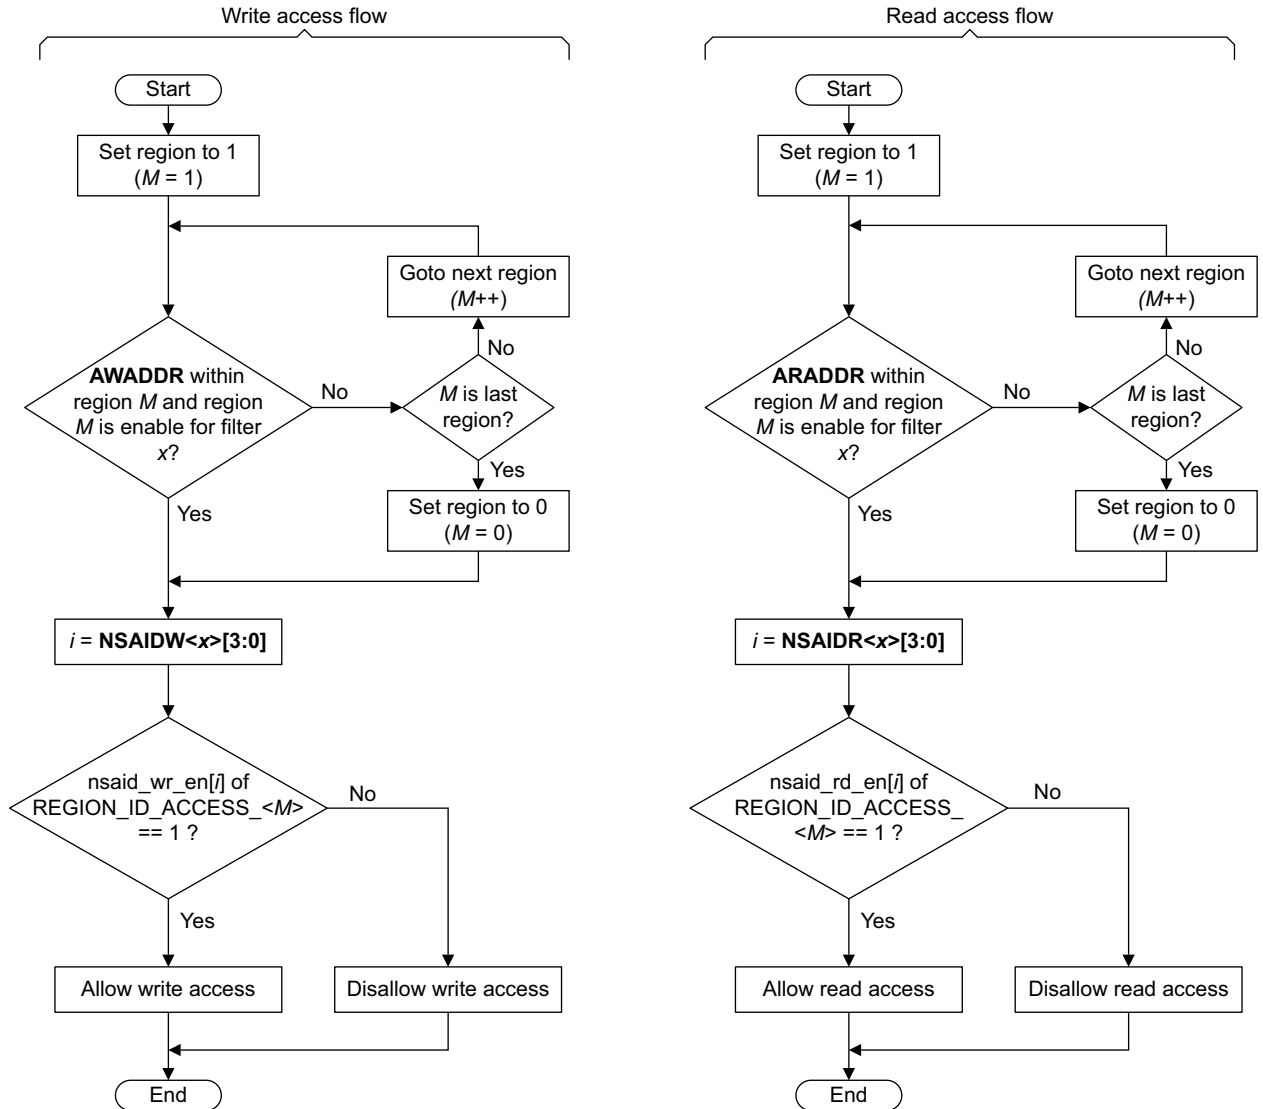 Write access flow
Start
Set region to 1
(M = 1)
Goto next region
(M++)
No
AWADDR within
region M and region
M is enable for filter
x?
No
M is last
region?
Yes
Set region to 0
(M = 0)
Yes
i = NSAIDW<x>[3:0]
nsaid_wr_en[i] of
REGION_ID_ACCESS_<M>
== 1 ?
No
Yes
Allow write access
Disallow write access
End
Read access flow
Start
Set region to 1
(M = 1)
Goto next region
(M++)
No
ARADDR within
region M and region
M is enable for filter
x?
No
M is last
region?
Yes
Set region to 0
(M = 0)
Yes
i = NSAIDR<x>[3:0]
nsaid_rd_en[i] of
REGION_ID_ACCESS_
<M> == 1 ?
No
Yes
Allow read access
Disallow read access
End